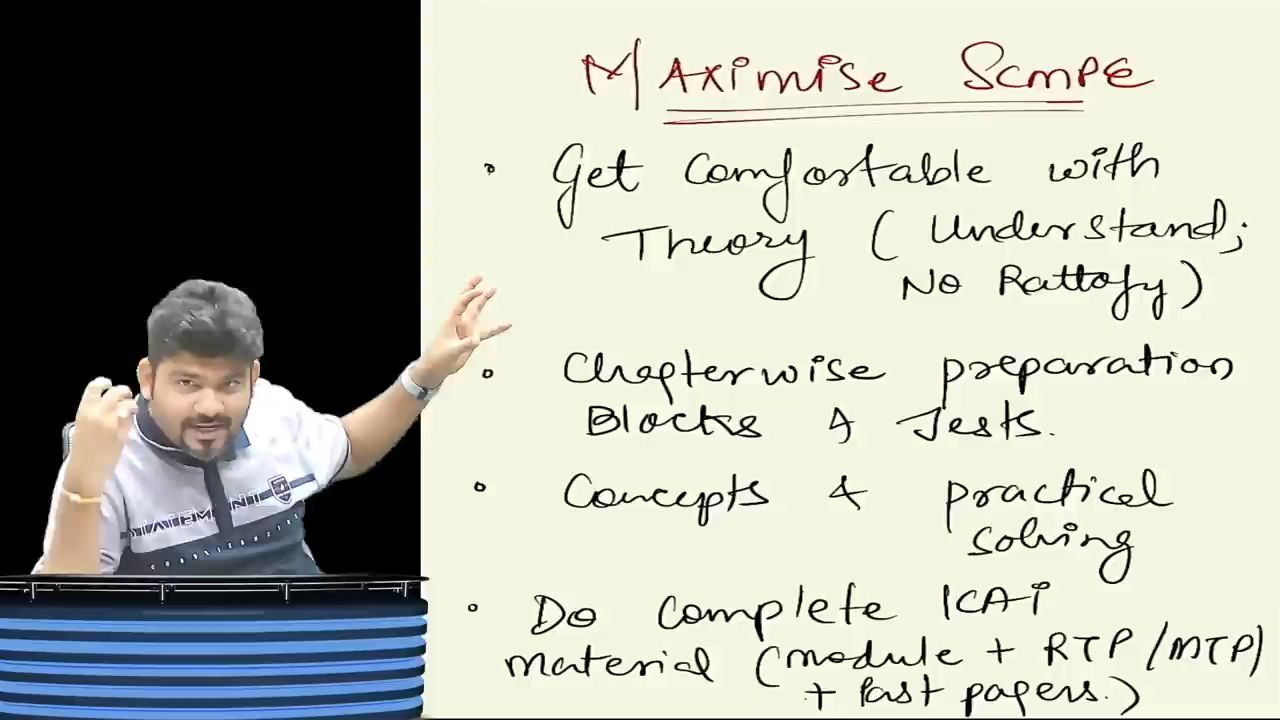 Maximise SCMPE
• Get Comfortable with
Theory (Understand;
No Rattofy)
• Chapterwise preparation
Blocks & Tests.
• Concepts & practical
solving
• Do complete ICAI
material (module + RTP/MTP)
+ Past papers.)
STATEMENT